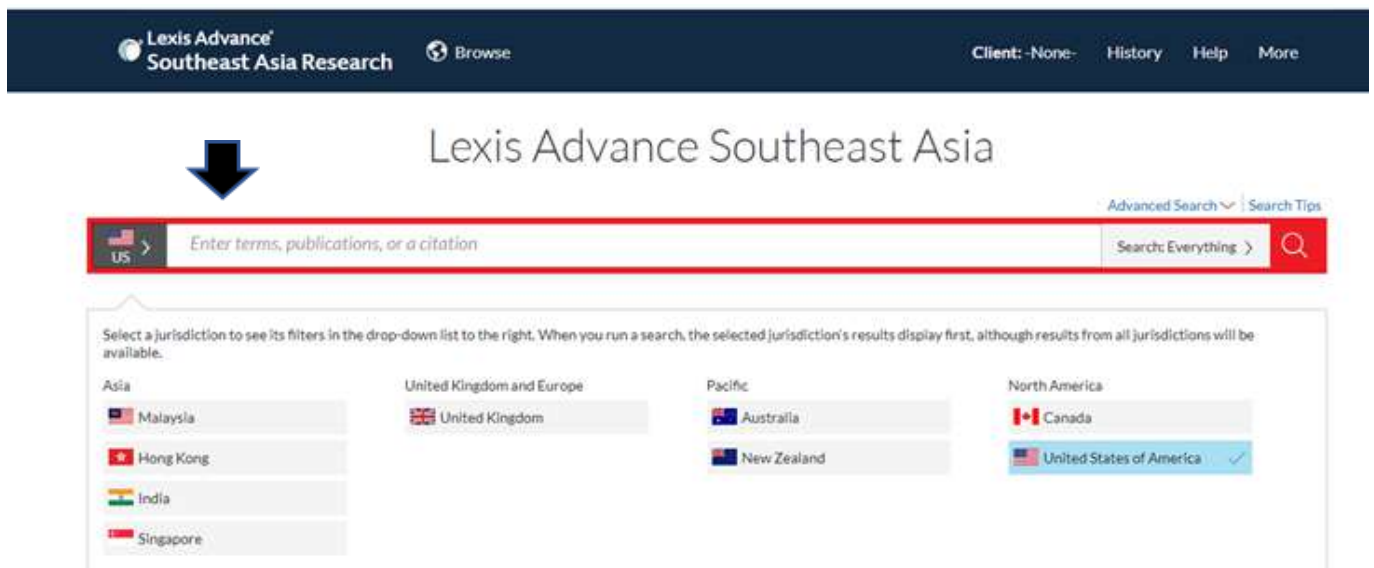 Lexis Advance®
Southeast Asia Research
Browse
Client: -None-
History
Help
More
Lexis Advance Southeast Asia
Advanced Search
Search Tips
US
Enter terms, publications, or a citation
Search: Everything
Select a jurisdiction to see its filters in the drop-down list to the right. When you run a search, the selected jurisdiction's results display first, although results from all jurisdictions will be
available.
Asia
United Kingdom and Europe
Pacific
North America
Malaysia
United Kingdom
Australia
Canada
Hong Kong
New Zealand
United States of America
India
Singapore